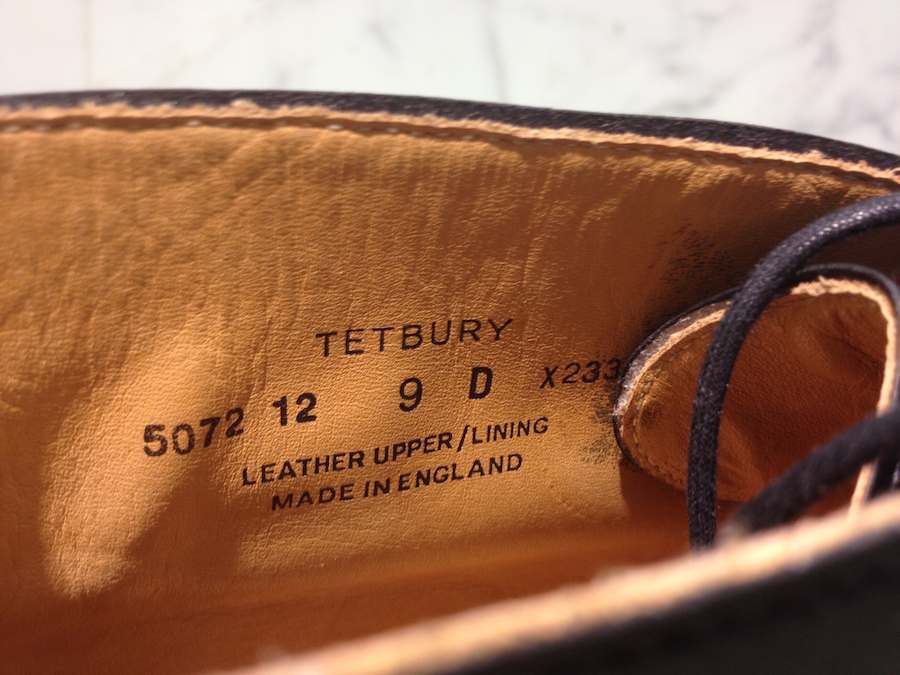 TETBURY
5072 12 9 D X233
LEATHER UPPER/LINING
MADE IN ENGLAND